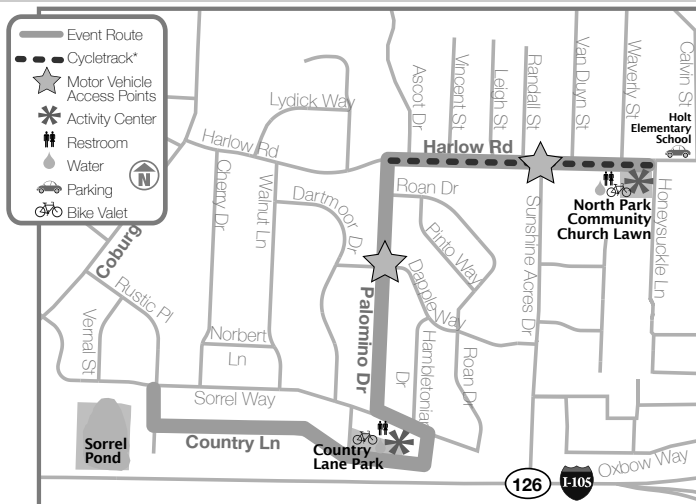 Event Route
Cycletrack*
Motor Vehicle
Access Points
Activity Center
Restroom
Water
Parking
Bike Valet
N
Lydick Way
Harlow Rd
Ascot Dr
Vincent St
Leigh St
Randall St
Van Duyn St
Waverly St
Calvin St
Holt
Elementary
School
Harlow Rd
Cherry Dr
Walnut Ln
Dartmoor Dr
Roan Dr
Pinto Way
Dapple Way
Sunshine Acres Dr
North Park
Community
Church Lawn
Honeysuckle Ln
Coburg
Rustic Pl
Vernal St
Norbert
Ln
Palomino Dr
Hambletonian
Dr
Roan Dr
Sorrel Way
Sorrel
Pond
Country Ln
Country
Lane Park
126
I-105
Oxbow Way